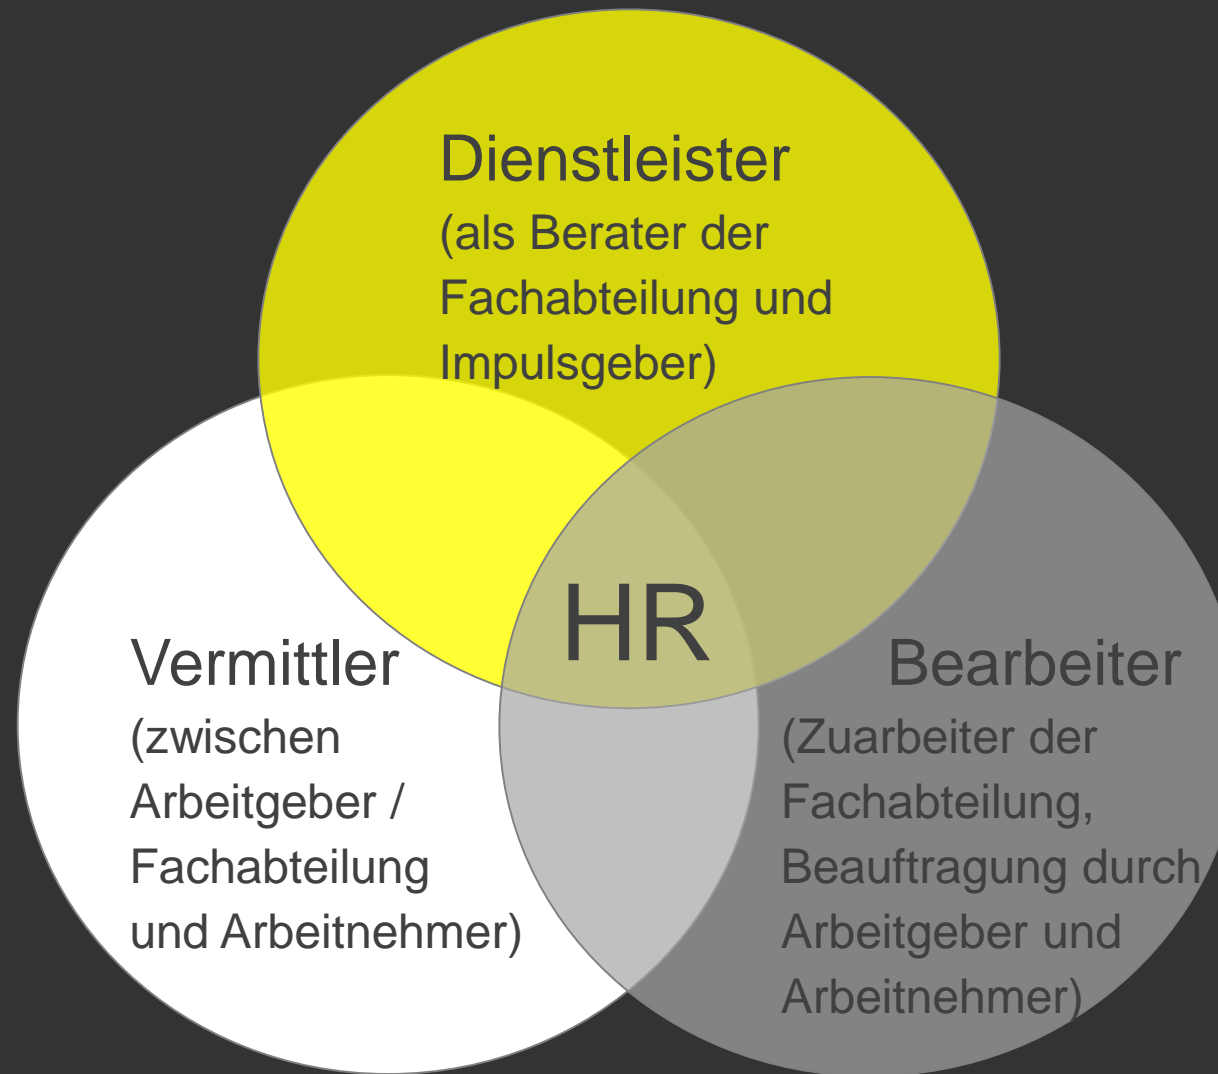 Dienstleister
(als Berater der
Fachabteilung und
Impulsgeber)
HR
Vermittler
(zwischen
Arbeitgeber /
Fachabteilung
und Arbeitnehmer)
Bearbeiter
(Zuarbeiter der
Fachabteilung,
Beauftragung durch
Arbeitgeber und
Arbeitnehmer)